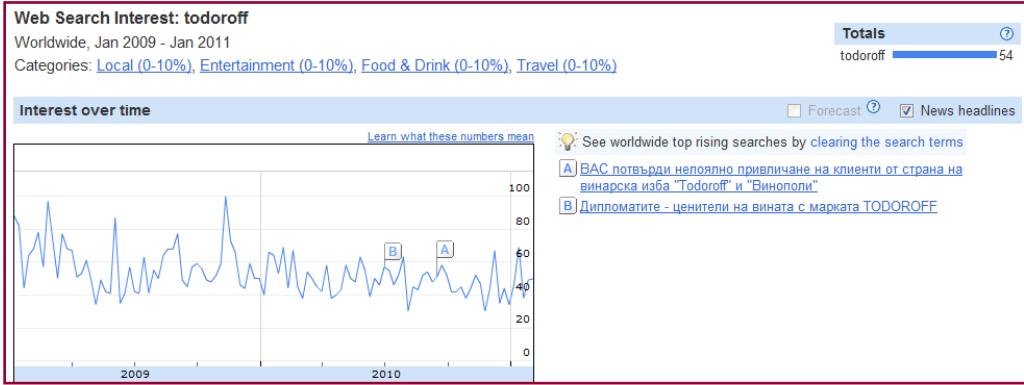 Web Search Interest: todoroff
Worldwide, Jan 2009 - Jan 2011
Categories: Local (0-10%), Entertainment (0-10%), Food & Drink (0-10%), Travel (0-10%)
Totals ?
todoroff 54
Interest over time
Forecast ? News headlines
Learn what these numbers mean
See worldwide top rising searches by clearing the search terms
A ВАС потвърди непоялно привличане на клиенти от страна на
винарска изба "Todoroff" и "Винополи"
B Дипломатите - ценители на вината с марката TODOROFF
100
80
60
40
20
0
B
A
2009 2010